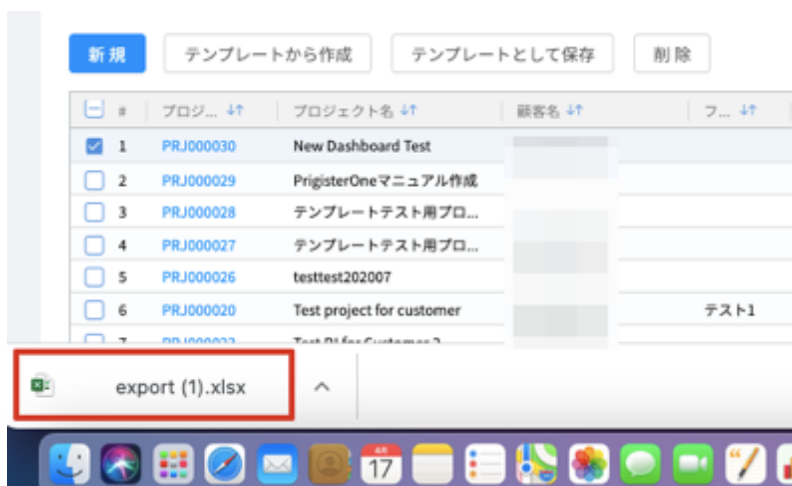 新規 テンプレートから作成 テンプレートとして保存 削除
# プロジ... プロジェクト名 顧客名 フ...
1 PRJ000030 New Dashboard Test
2 PRJ000029 PrigisterOneマニュアル作成
3 PRJ000028 テンプレートテスト用プロ...
4 PRJ000027 テンプレートテスト用プロ...
5 PRJ000026 testtest202007
6 PRJ000020 Test project for customer テスト1
7
export (1).xlsx
17